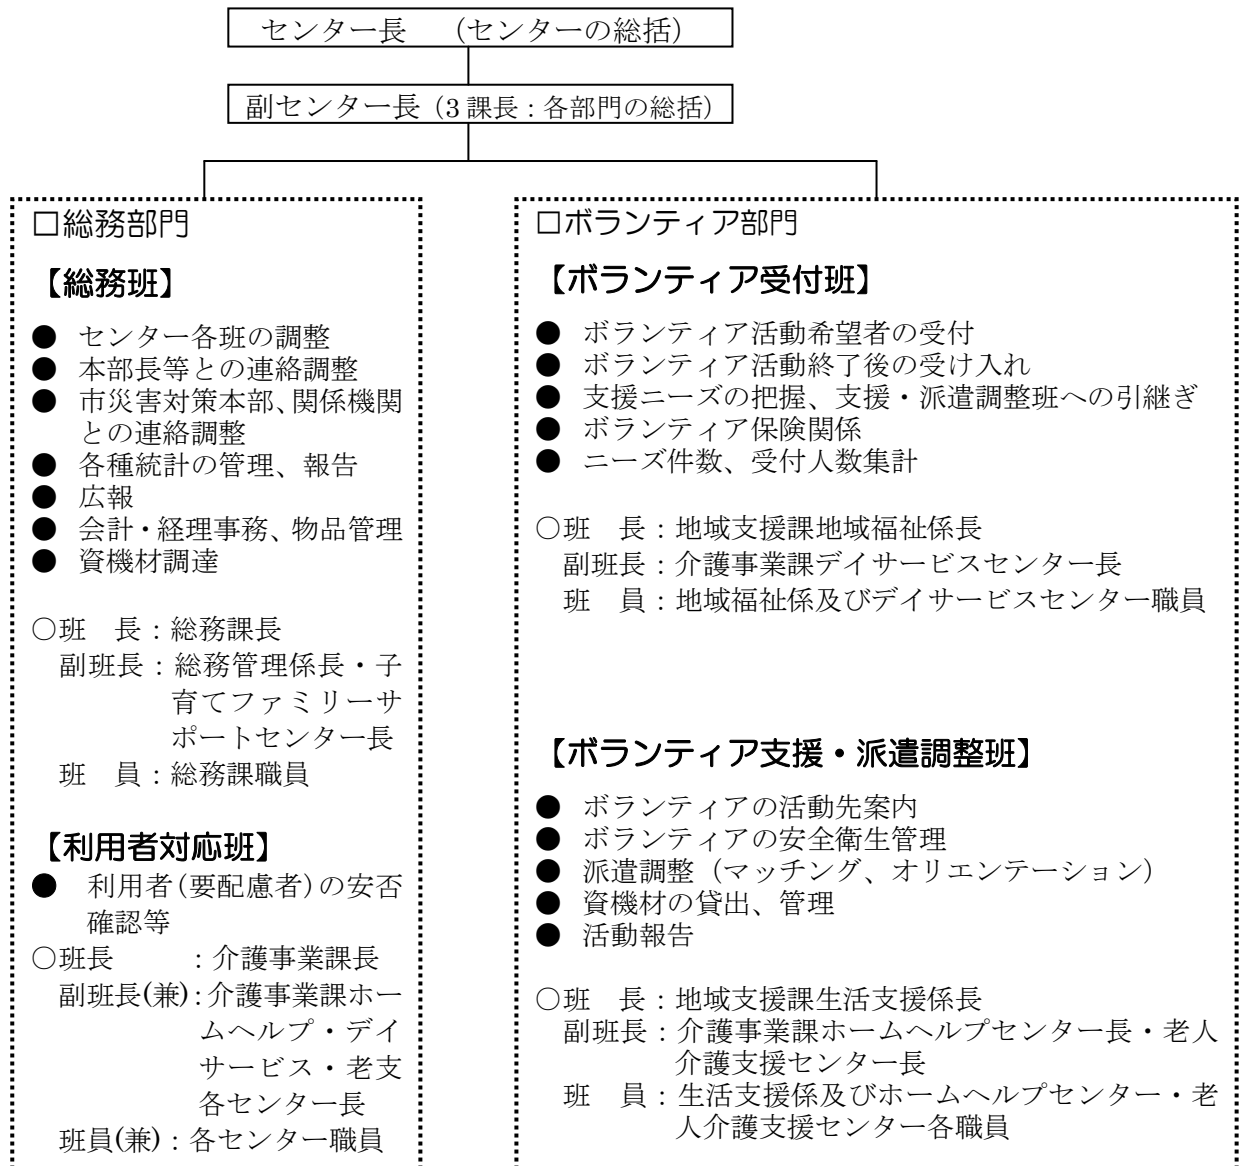 センター長　（センターの総括）
副センター長（3 課長：各部門の総括）
□総務部門
【総務班】
● センター各班の調整
● 本部長等との連絡調整
● 市災害対策本部、関係機関
との連絡調整
● 各種統計の管理、報告
● 広報
● 会計・経理事務、物品管理
● 資機材調達
○班　長：総務課長
副班長：総務管理係長・子
育てファミリーサ
ポートセンター長
班　員：総務課職員
【利用者対応班】
● 利用者(要配慮者)の安否
確認等
○班長　　：介護事業課長
副班長(兼)：介護事業課ホー
ムヘルプ・デイ
サービス・老支
各センター長
班員(兼)：各センター職員
□ボランティア部門
【ボランティア受付班】
● ボランティア活動希望者の受付
● ボランティア活動終了後の受け入れ
● 支援ニーズの把握、支援・派遣調整班への引継ぎ
● ボランティア保険関係
● ニーズ件数、受付人数集計
○班　長：地域支援課地域福祉係長
副班長：介護事業課デイサービスセンター長
班　員：地域福祉係及びデイサービスセンター職員
【ボランティア支援・派遣調整班】
● ボランティアの活動先案内
● ボランティアの安全衛生管理
● 派遣調整（マッチング、オリエンテーション）
● 資機材の貸出、管理
● 活動報告
○班　長：地域支援課生活支援係長
副班長：介護事業課ホームヘルプセンター長・老人
介護支援センター長
班　員：生活支援係及びホームヘルプセンター・老
人介護支援センター各職員